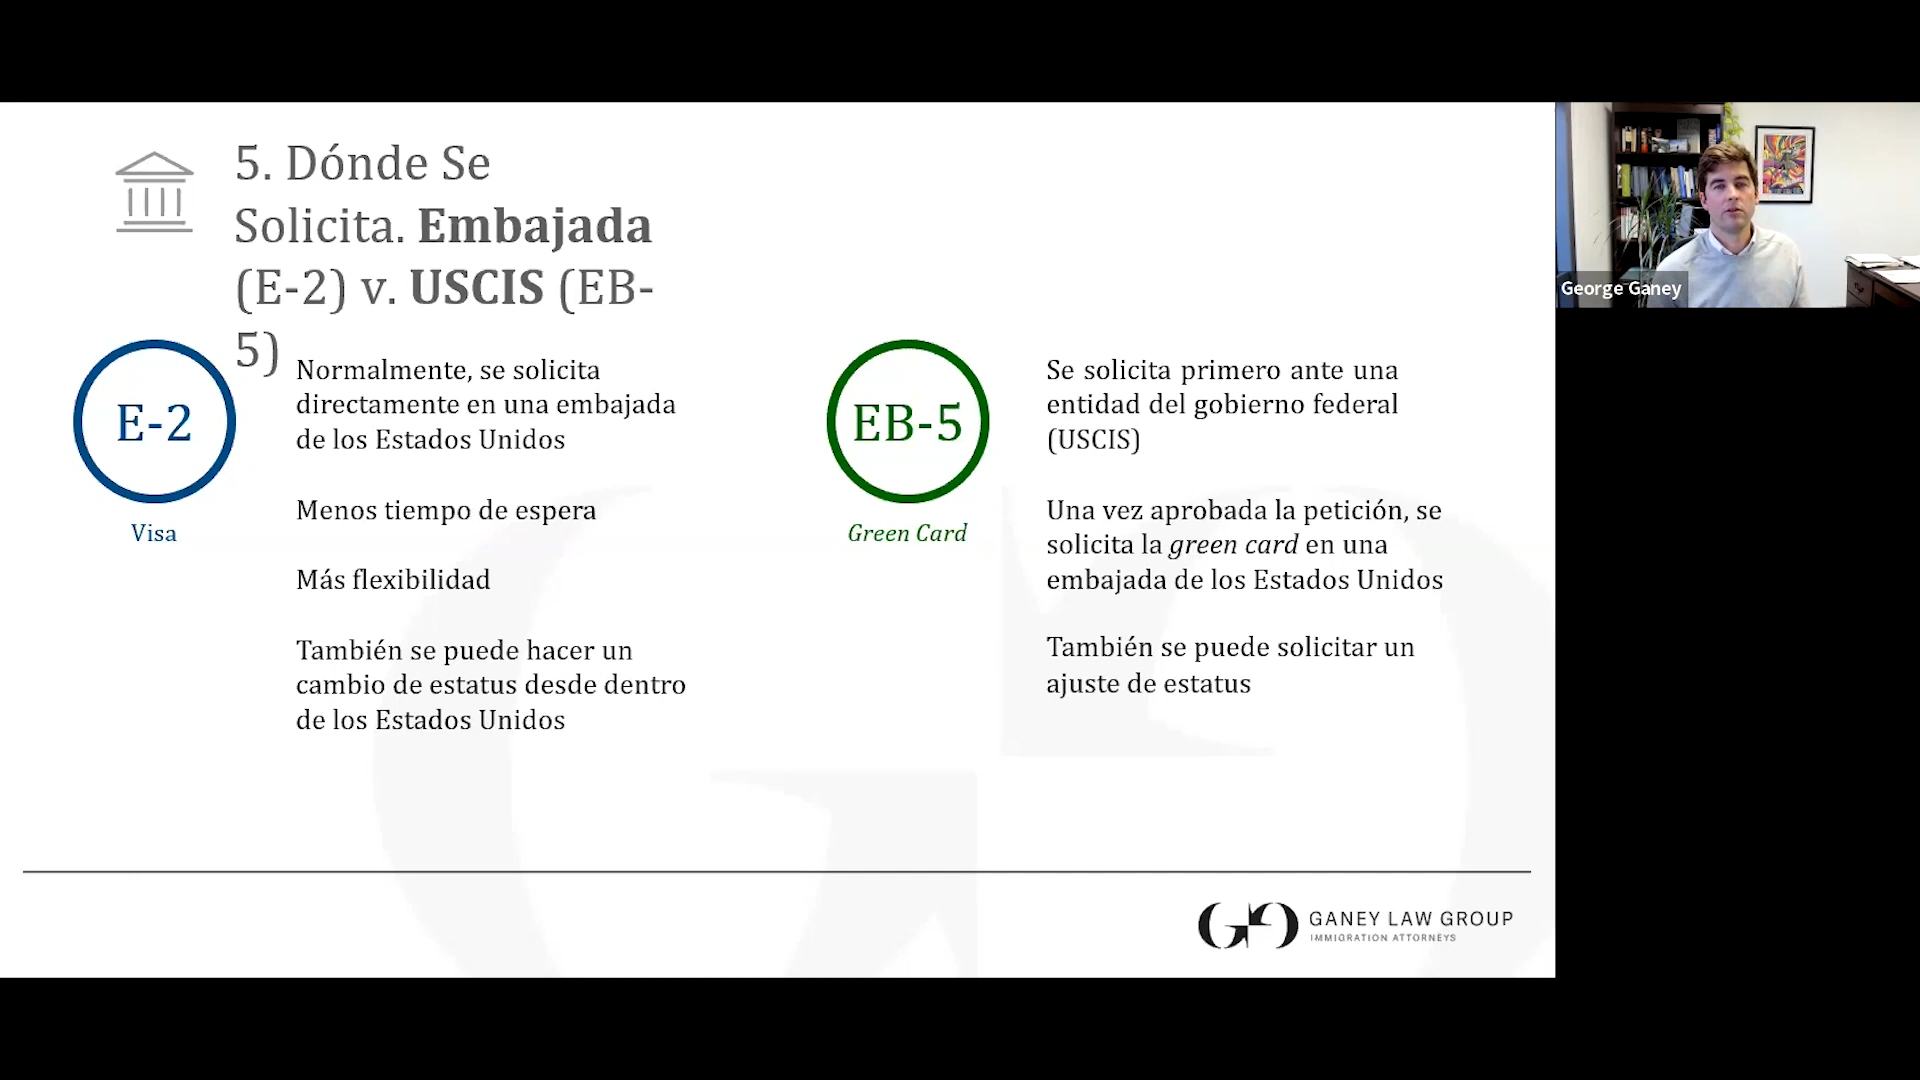 5. Dónde Se
Solicita. Embajada
(E-2) v. USCIS (EB-
5)
E-2
Visa
Normalmente, se solicita
directamente en una embajada
de los Estados Unidos
Menos tiempo de espera
Más flexibilidad
También se puede hacer un
cambio de estatus desde dentro
de los Estados Unidos
EB-5
Green Card
Se solicita primero ante una
entidad del gobierno federal
(USCIS)
Una vez aprobada la petición, se
solicita la green card en una
embajada de los Estados Unidos
También se puede solicitar un
ajuste de estatus
GANEY LAW GROUP
IMMIGRATION ATTORNEYS
George Ganey